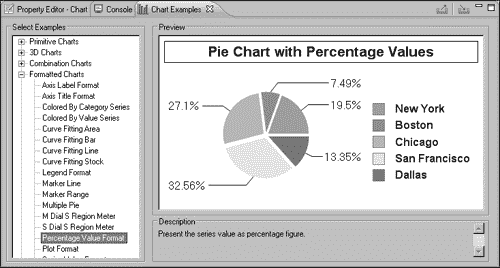 Property Editor - Chart
Console
Chart Examples
Select Examples
Primitive Charts
3D Charts
Combination Charts
Formatted Charts
Axis Label Format
Axis Title Format
Colored By Category Series
Colored By Value Series
Curve Fitting Area
Curve Fitting Bar
Curve Fitting Line
Curve Fitting Stock
Legend Format
Marker Line
Marker Range
Multiple Pie
M Dial S Region Meter
S Dial S Region Meter
Percentage Value Format
Plot Format
Preview
Pie Chart with Percentage Values
7.49%
27.1%
19.5%
13.35%
32.56%
New York
Boston
Chicago
San Francisco
Dallas
Description
Present the series value as percentage figure.